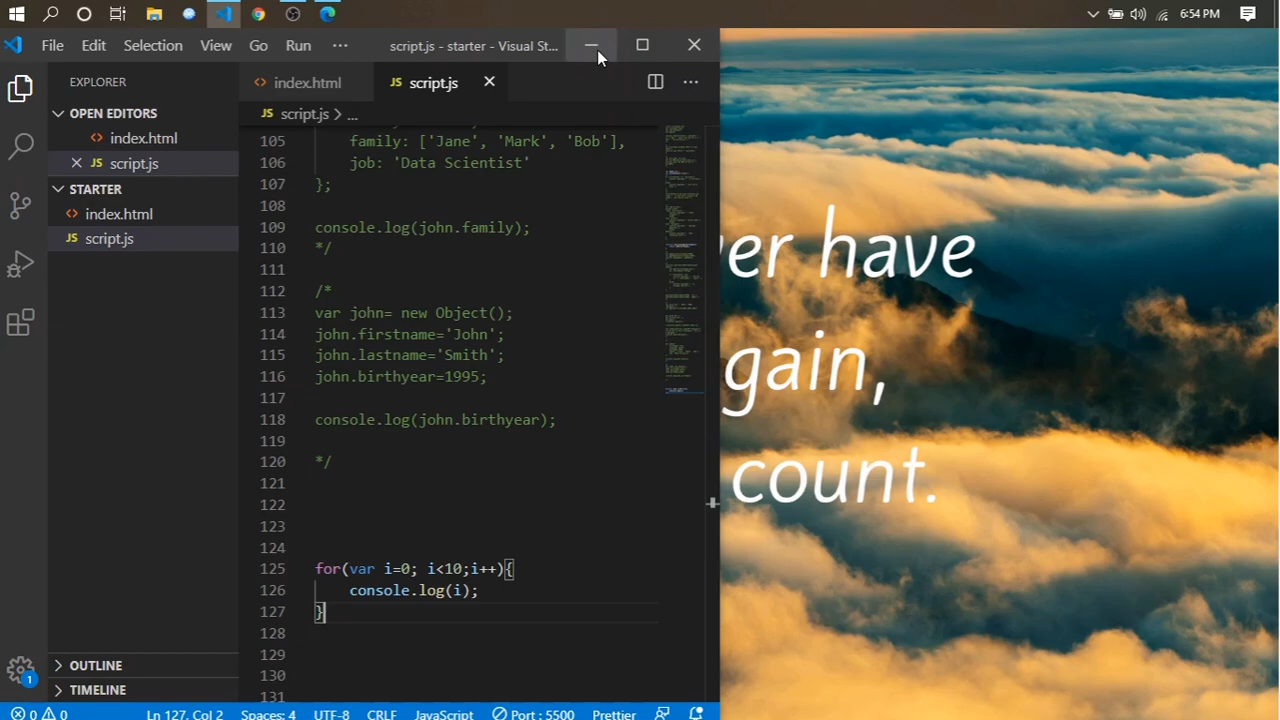 6:54 PM
File Edit Selection View Go Run ··· script.js - starter - Visual St...
EXPLORER
OPEN EDITORS
index.html
script.js
STARTER
index.html
script.js
OUTLINE
TIMELINE
index.html
JS script.js
JS script.js > ...
105 family: ['Jane', 'Mark', 'Bob'],
106 job: 'Data Scientist'
107 };
108
109 console.log(john.family);
110 */
111
112 /*
113 var john= new Object();
114 john.firstname='John';
115 john.lastname='Smith';
116 john.birthyear=1995;
117
118 console.log(john.birthyear);
119
120 */
121
122
123
124
125 for(var i=0; i<10;i++){
126 console.log(i);
127 }
128
129
130
131
er have
gain,
count.
1
0 0 Ln 127, Col 2 Spaces: 4 UTF-8 CRLF JavaScript Port : 5500 Prettier